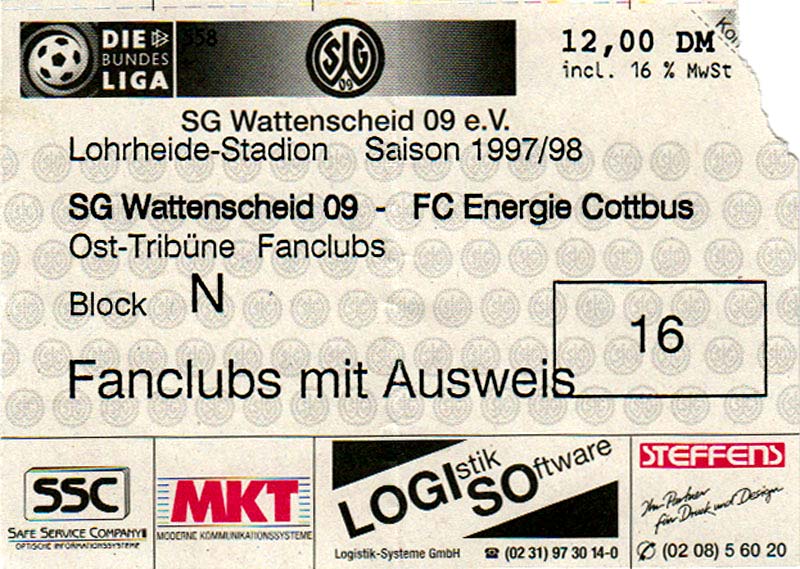 DIE
BUNDES
LIGA
558
SG
09
12,00 DM
incl. 16 % MwSt
Kon
SG Wattenscheid 09 e.V.
Lohrheide-Stadion Saison 1997/98
SG Wattenscheid 09 - FC Energie Cottbus
Ost-Tribüne Fanclubs
Block N
16
Fanclubs mit Ausweis
SSC
SAFE SERVICE COMPANY
OPTISCHE INFORMATIONSSYSTEME
MKT
MODERNE KOMMUNIKATIONSSYSTEME
LOGIstik
SOftware
Logistik-Systeme GmbH ☎ (02 31) 97 30 14-0
STEFFENS
Ihr Partner
für Druck und Design
✆ (02 08) 5 60 20